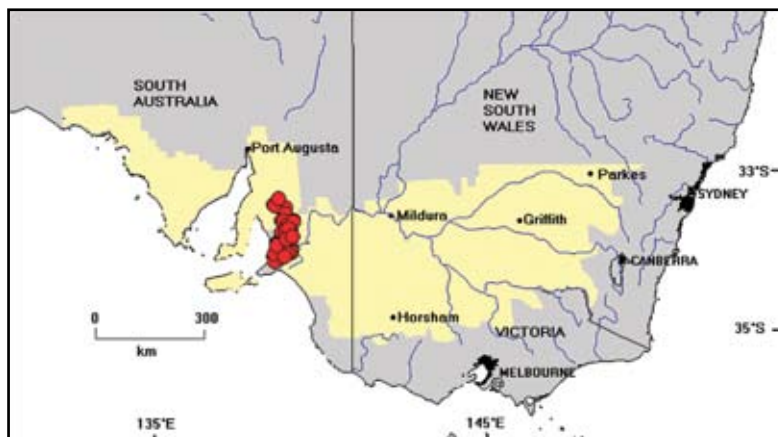 SOUTH
AUSTRALIA
NEW
SOUTH
WALES
Port Augusta
33°S
Parkes
SYDNEY
Mildura
Griffith
CANBERRA
0 300
km
Horsham
VICTORIA
35°S
MELBOURNE
135°E 145°E